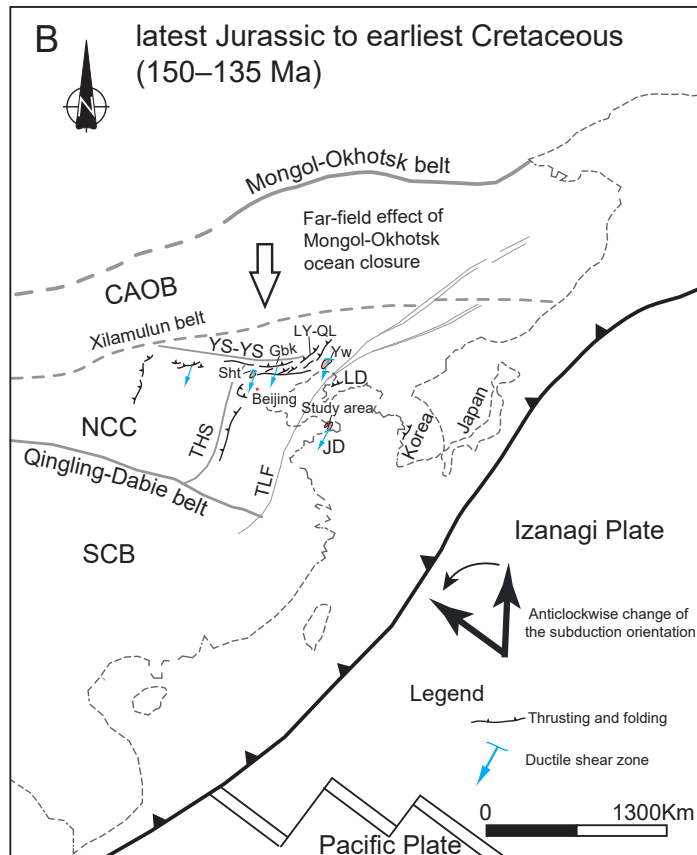 B
latest Jurassic to earliest Cretaceous
(150–135 Ma)
N
Mongol-Okhotsk belt
Far-field effect of
Mongol-Okhotsk
ocean closure
CAOB
Xilamulun belt
LY-QL
YS-YS
Gbk
Yw
Sht
LD
Beijing
Study area
NCC
THS
TLF
JD
Korea
Japan
Qingling-Dabie belt
SCB
Izanagi Plate
Anticlockwise change of
the subduction orientation
Legend
Thrusting and folding
Ductile shear zone
0 1300Km
Pacific Plate